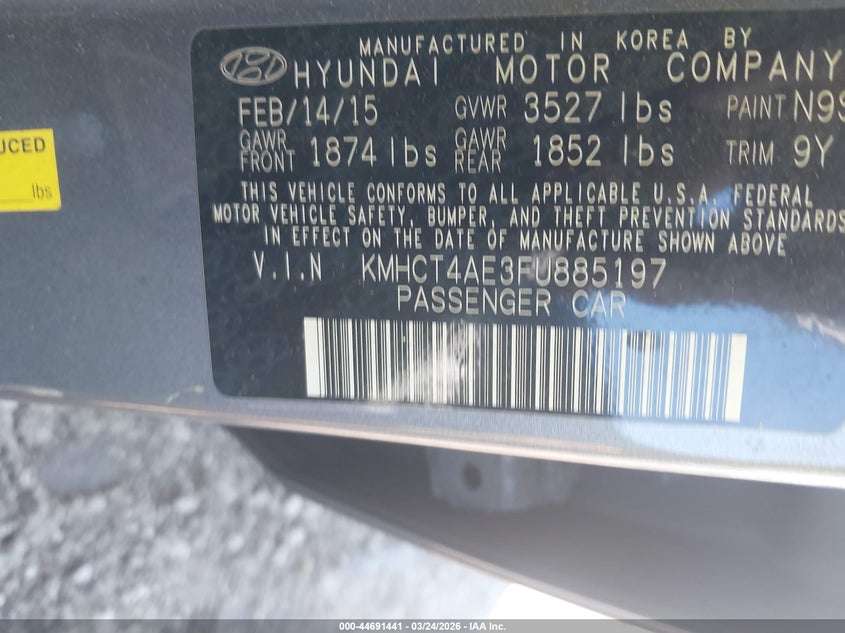 MANUFACTURED IN KOREA BY
HYUNDAI MOTOR COMPANY
FEB/14/15 GVWR 3527 lbs PAINT N9S
GAWR FRONT 1874 lbs GAWR REAR 1852 lbs TRIM 9Y
THIS VEHICLE CONFORMS TO ALL APPLICABLE U.S.A. FEDERAL
MOTOR VEHICLE SAFETY, BUMPER, AND THEFT PREVENTION STANDARDS
IN EFFECT ON THE DATE OF MANUFACTURE SHOWN ABOVE
V.I.N KMHCT4AE3FU885197
PASSENGER CAR
lbs
000-44691441 - 03/24/2026 - IAA Inc.